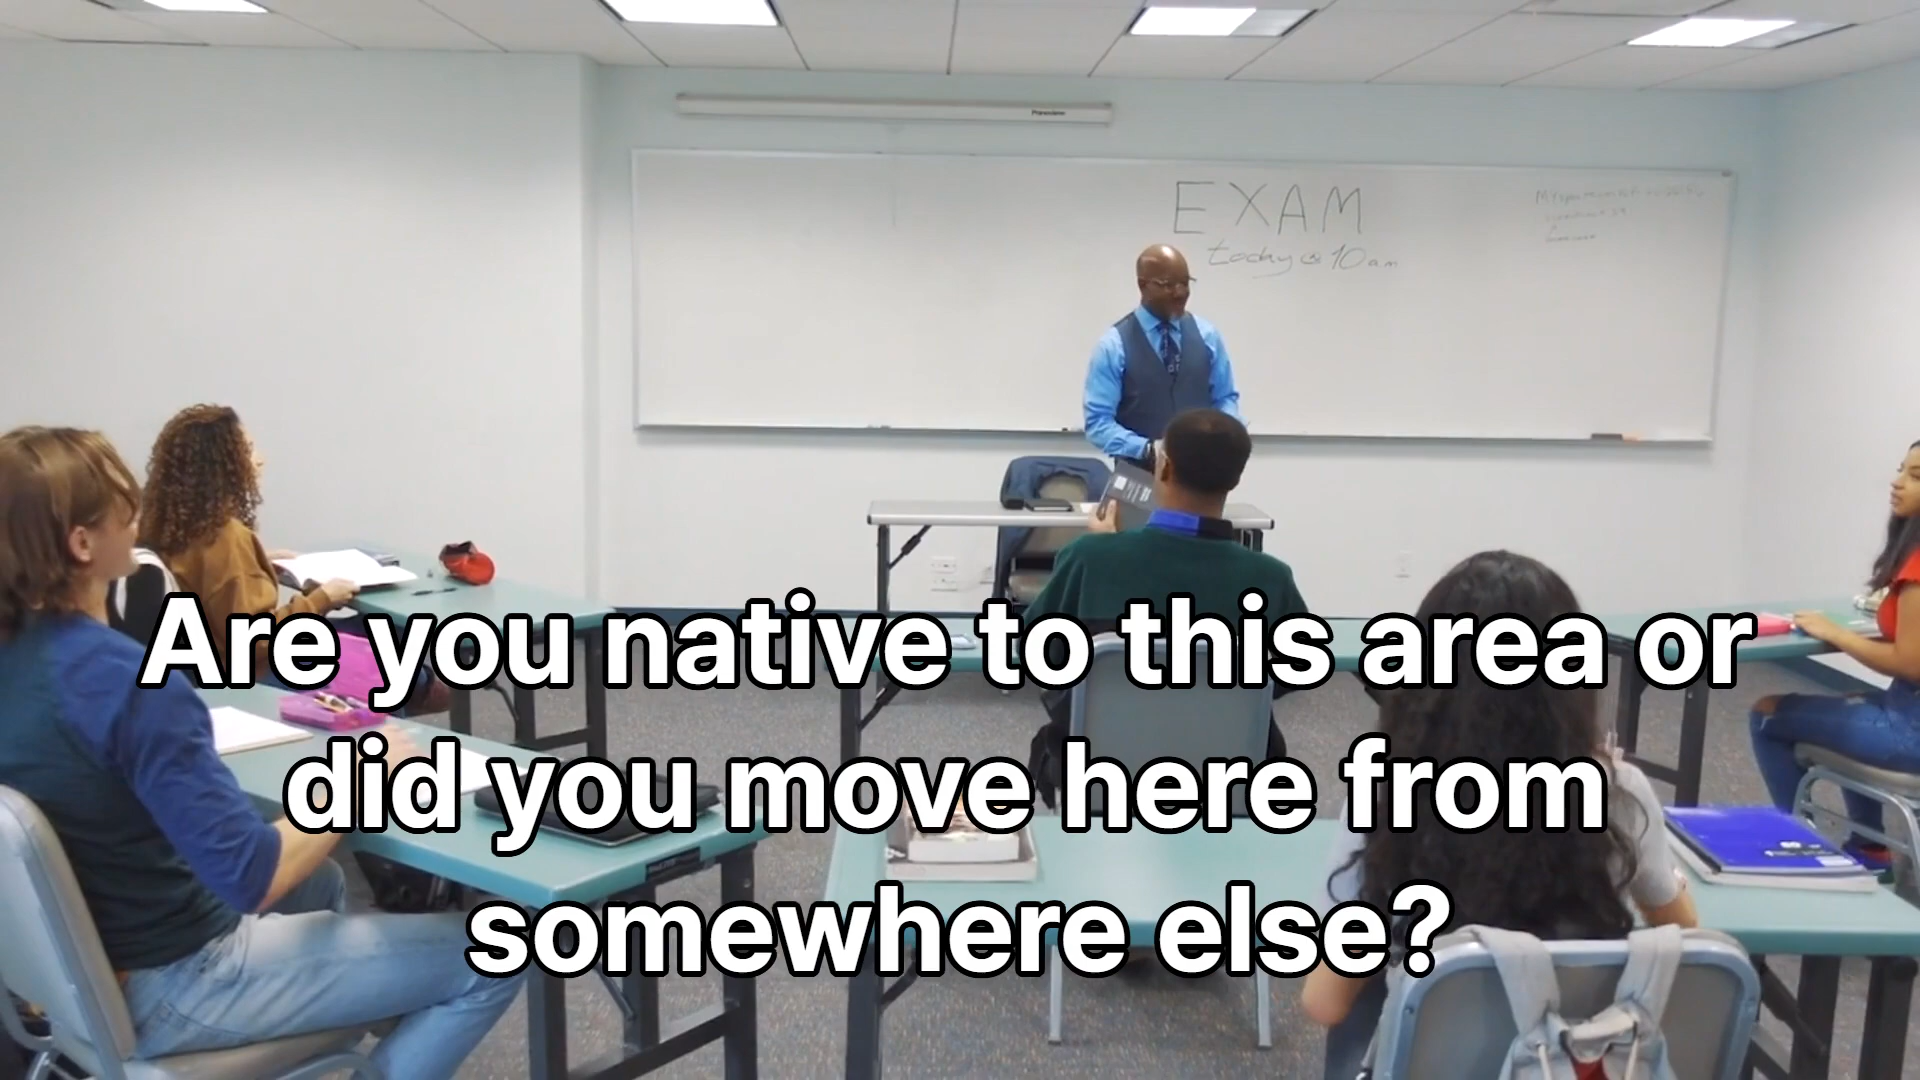 EXAM
today @ 10am
Are you native to this area or
did you move here from
somewhere else?